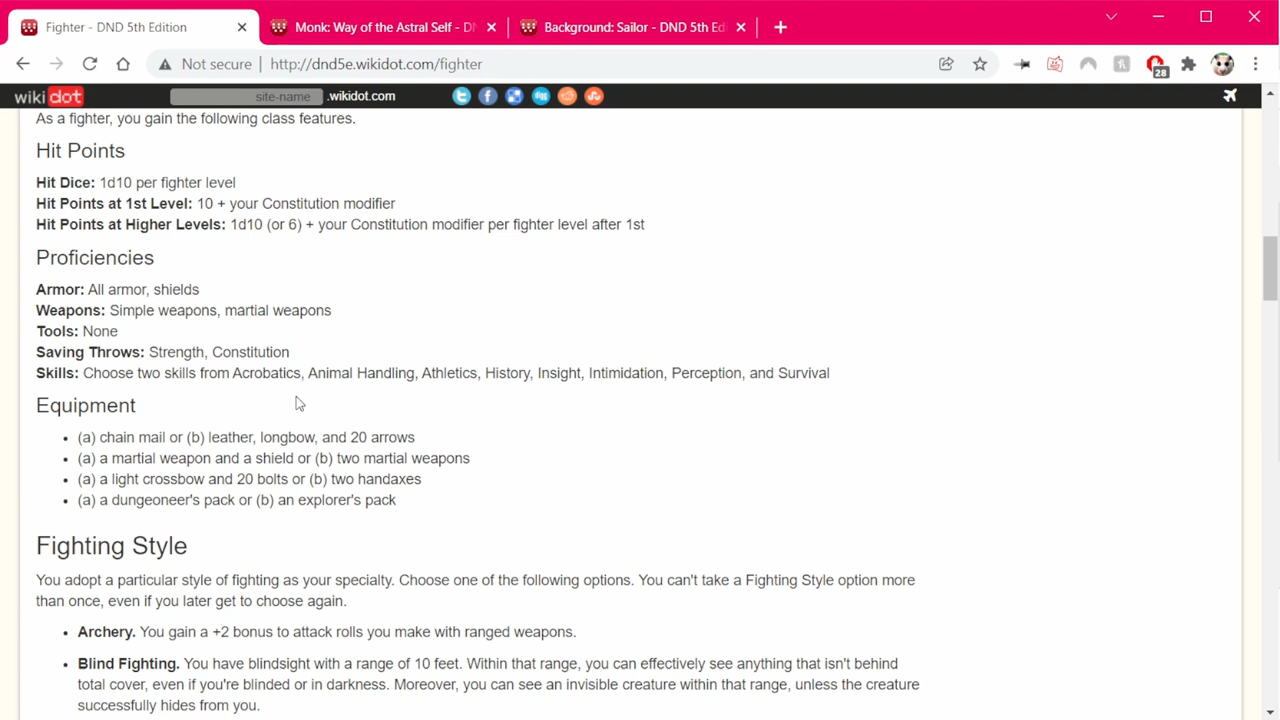 Fighter - DND 5th Edition
Monk: Way of the Astral Self - DN
Background: Sailor - DND 5th Ed
Not secure
http://dnd5e.wikidot.com/fighter
28
wikidot
site-name .wikidot.com
digg
As a fighter, you gain the following class features.
Hit Points
Hit Dice: 1d10 per fighter level
Hit Points at 1st Level: 10 + your Constitution modifier
Hit Points at Higher Levels: 1d10 (or 6) + your Constitution modifier per fighter level after 1st
Proficiencies
Armor: All armor, shields
Weapons: Simple weapons, martial weapons
Tools: None
Saving Throws: Strength, Constitution
Skills: Choose two skills from Acrobatics, Animal Handling, Athletics, History, Insight, Intimidation, Perception, and Survival
Equipment
• (a) chain mail or (b) leather, longbow, and 20 arrows
• (a) a martial weapon and a shield or (b) two martial weapons
• (a) a light crossbow and 20 bolts or (b) two handaxes
• (a) a dungeoneer's pack or (b) an explorer's pack
Fighting Style
You adopt a particular style of fighting as your specialty. Choose one of the following options. You can't take a Fighting Style option more
than once, even if you later get to choose again.
• Archery. You gain a +2 bonus to attack rolls you make with ranged weapons.
• Blind Fighting. You have blindsight with a range of 10 feet. Within that range, you can effectively see anything that isn't behind
total cover, even if you're blinded or in darkness. Moreover, you can see an invisible creature within that range, unless the creature
successfully hides from you.